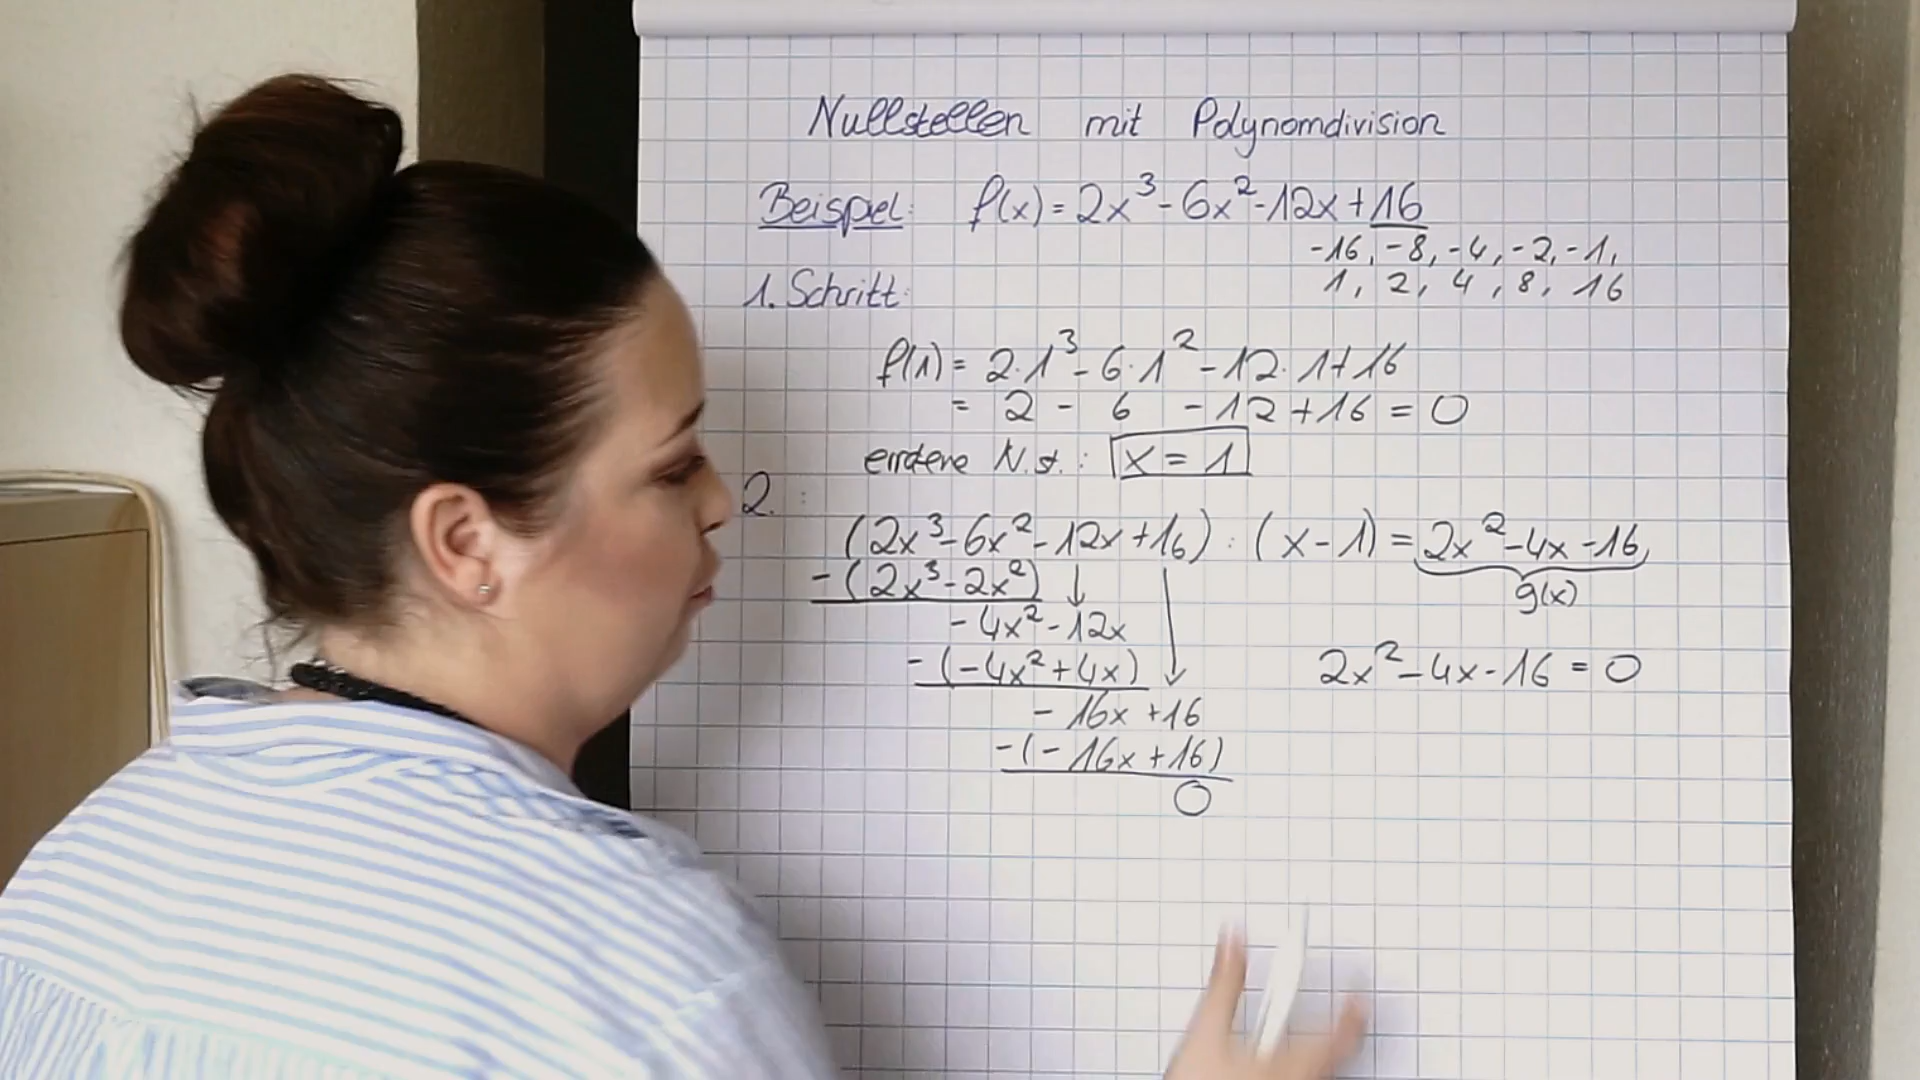 Nullstellen mit Polynomdivision
Beispiel: f(x) = 2x³ - 6x² - 12x + 16
-16, -8, -4, -2, -1,
1, 2, 4, 8, 16
1. Schritt:
f(1) = 2·1³ - 6·1² - 12·1 + 16
= 2 - 6 - 12 + 16 = 0
N.st.: x = 1
2. :
(2x³ - 6x² - 12x + 16) : (x - 1) = 2x² - 4x - 16
-(2x³ - 2x²)
g(x)
-4x² - 12x
-(-4x² + 4x)
2x² - 4x - 16 = 0
-16x + 16
-(-16x + 16)
0